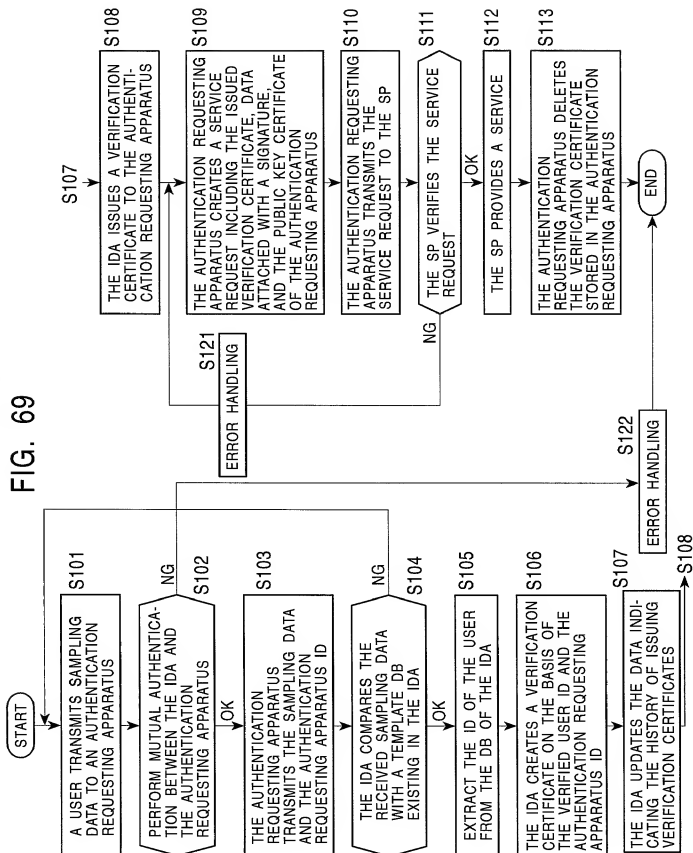 FIG. 69
START
S101
A USER TRANSMITS SAMPLING
DATA TO AN AUTHENTICATION
REQUESTING APPARATUS
S102
PERFORM MUTUAL AUTHENTICA-
TION BETWEEN THE IDA AND
THE AUTHENTICATION
REQUESTING APPARATUS
NG
OK
S103
THE AUTHENTICATION
REQUESTING APPARATUS
TRANSMITS THE SAMPLING DATA
AND THE AUTHENTICATION
REQUESTING APPARATUS ID
S104
THE IDA COMPARES THE
RECEIVED SAMPLING DATA
WITH A TEMPLATE DB
EXISTING IN THE IDA
NG
OK
S105
EXTRACT THE ID OF THE USER
FROM THE DB OF THE IDA
S106
THE IDA CREATES A VERIFICATION
CERTIFICATE ON THE BASIS OF
THE VERIFIED USER ID AND THE
AUTHENTICATION REQUESTING
APPARATUS ID
S107
THE IDA UPDATES THE DATA INDI-
CATING THE HISTORY OF ISSUING
VERIFICATION CERTIFICATES
S108
S107
S108
THE IDA ISSUES A VERIFICATION
CERTIFICATE TO THE AUTHENTI-
CATION REQUESTING APPARATUS
S109
THE AUTHENTICATION REQUESTING
APPARATUS CREATES A SERVICE
REQUEST INCLUDING THE ISSUED
VERIFICATION CERTIFICATE, DATA
ATTACHED WITH A SIGNATURE,
AND THE PUBLIC KEY CERTIFICATE
OF THE AUTHENTICATION
REQUESTING APPARATUS
S110
THE AUTHENTICATION REQUESTING
APPARATUS TRANSMITS THE
SERVICE REQUEST TO THE SP
S111
THE SP VERIFIES THE SERVICE
REQUEST
NG
OK
S121
ERROR HANDLING
S112
THE SP PROVIDES A SERVICE
S113
THE AUTHENTICATION
REQUESTING APPARATUS DELETES
THE VERIFICATION CERTIFICATE
STORED IN THE AUTHENTICATION
REQUESTING APPARATUS
S122
ERROR HANDLING
END